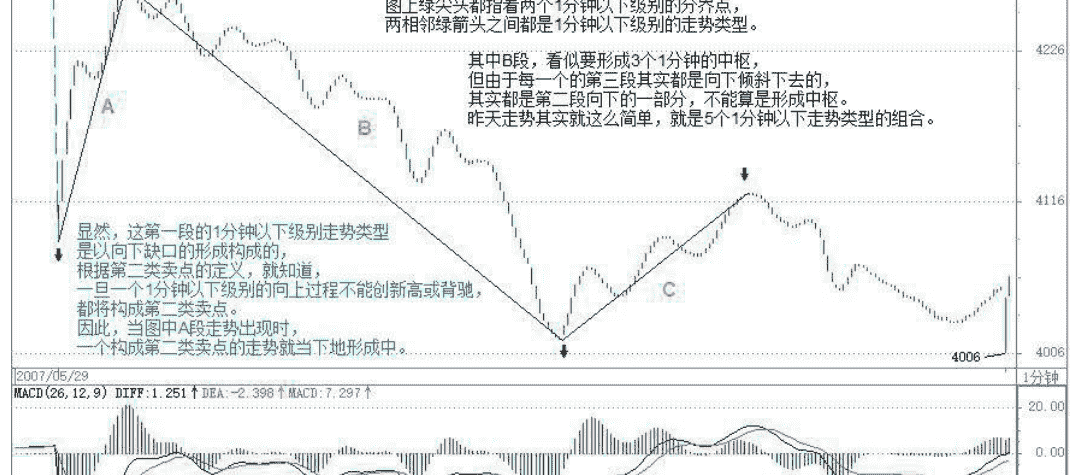 图上绿尖头都指着两个1分钟以下级别的分界点，
两相邻绿箭头之间都是1分钟以下级别的走势类型。
其中B段，看似要形成3个1分钟的中枢，
但由于每一个的第三段其实都是向下倾斜下去的，
其实都是第二段向下的一部分，不能算是形成中枢。
昨天走势其实就这么简单，就是5个1分钟以下走势类型的组合。
4226
A
B
4116
显然，这第一段的1分钟以下级别走势类型
是以向下缺口的形成构成的，
根据第二类卖点的定义，就知道，
一旦一个1分钟以下级别的向上过程不能创新高或背驰，
都将构成第二类卖点。
因此，当图中A段走势出现时，
一个构成第二类卖点的走势就当下地形成中。
C
4006
4006
2007/05/29
1分钟
MACD(26,12,9) DIFF:1.251↑DEA:-2.398↑MACD:7.297↑
20.00
0.00